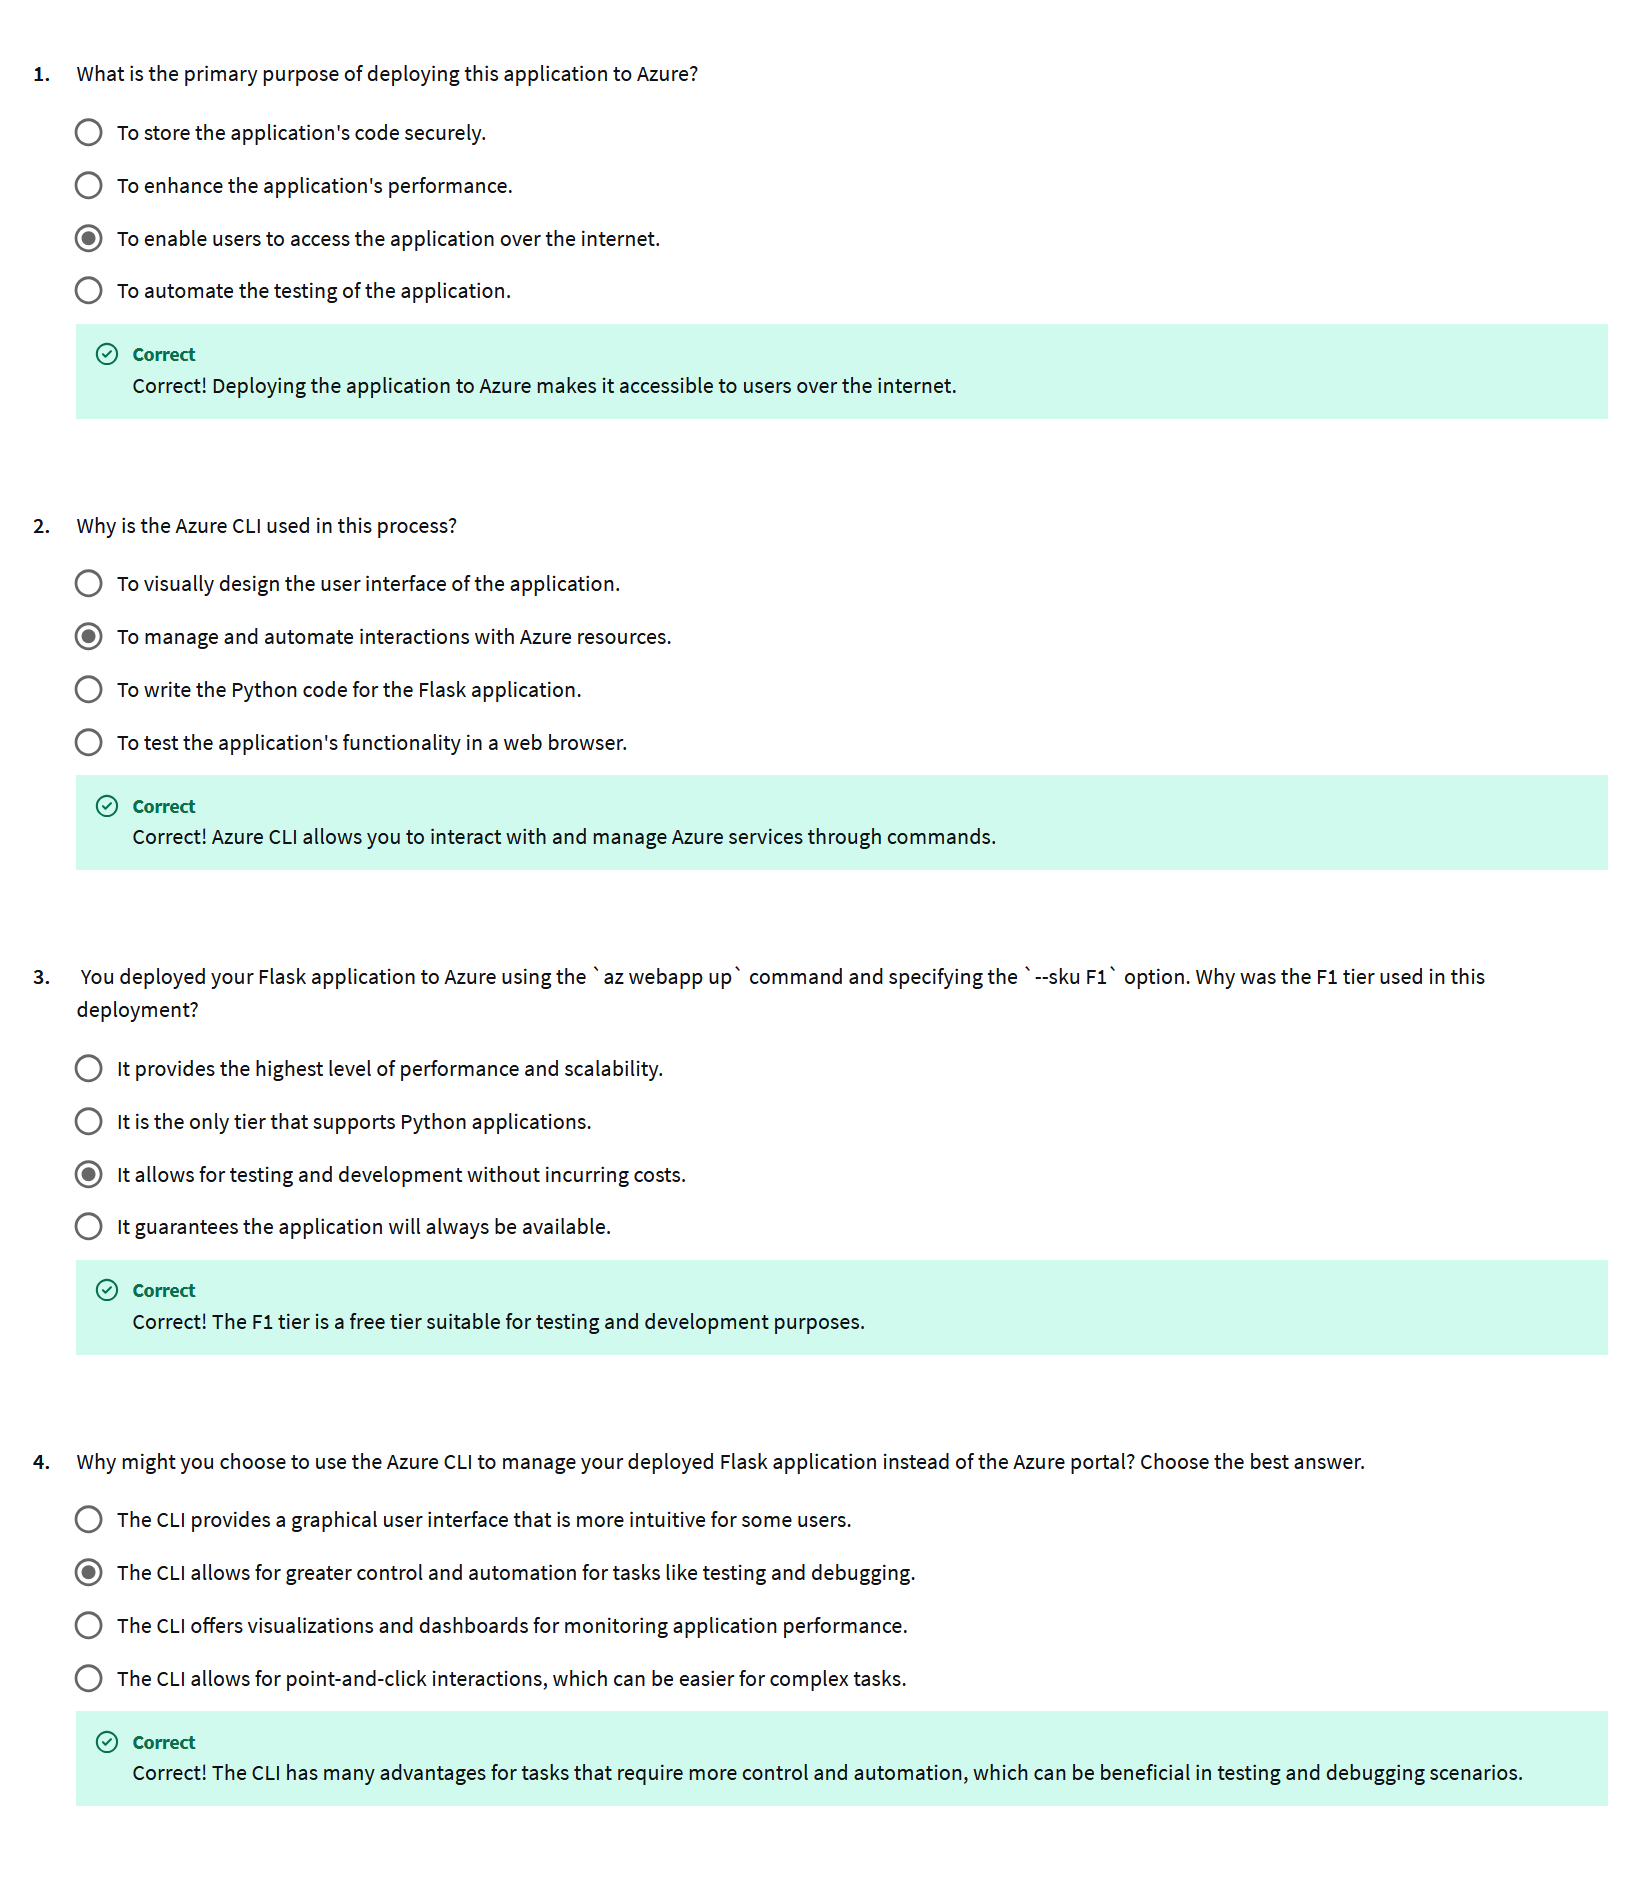 1. What is the primary purpose of deploying this application to Azure?
To store the application's code securely.
To enhance the application's performance.
To enable users to access the application over the internet.
To automate the testing of the application.
Correct
Correct! Deploying the application to Azure makes it accessible to users over the internet.
2. Why is the Azure CLI used in this process?
To visually design the user interface of the application.
To manage and automate interactions with Azure resources.
To write the Python code for the Flask application.
To test the application's functionality in a web browser.
Correct
Correct! Azure CLI allows you to interact with and manage Azure services through commands.
3. You deployed your Flask application to Azure using the `az webapp up` command and specifying the `--sku F1` option. Why was the F1 tier used in this
deployment?
It provides the highest level of performance and scalability.
It is the only tier that supports Python applications.
It allows for testing and development without incurring costs.
It guarantees the application will always be available.
Correct
Correct! The F1 tier is a free tier suitable for testing and development purposes.
4. Why might you choose to use the Azure CLI to manage your deployed Flask application instead of the Azure portal? Choose the best answer.
The CLI provides a graphical user interface that is more intuitive for some users.
The CLI allows for greater control and automation for tasks like testing and debugging.
The CLI offers visualizations and dashboards for monitoring application performance.
The CLI allows for point-and-click interactions, which can be easier for complex tasks.
Correct
Correct! The CLI has many advantages for tasks that require more control and automation, which can be beneficial in testing and debugging scenarios.